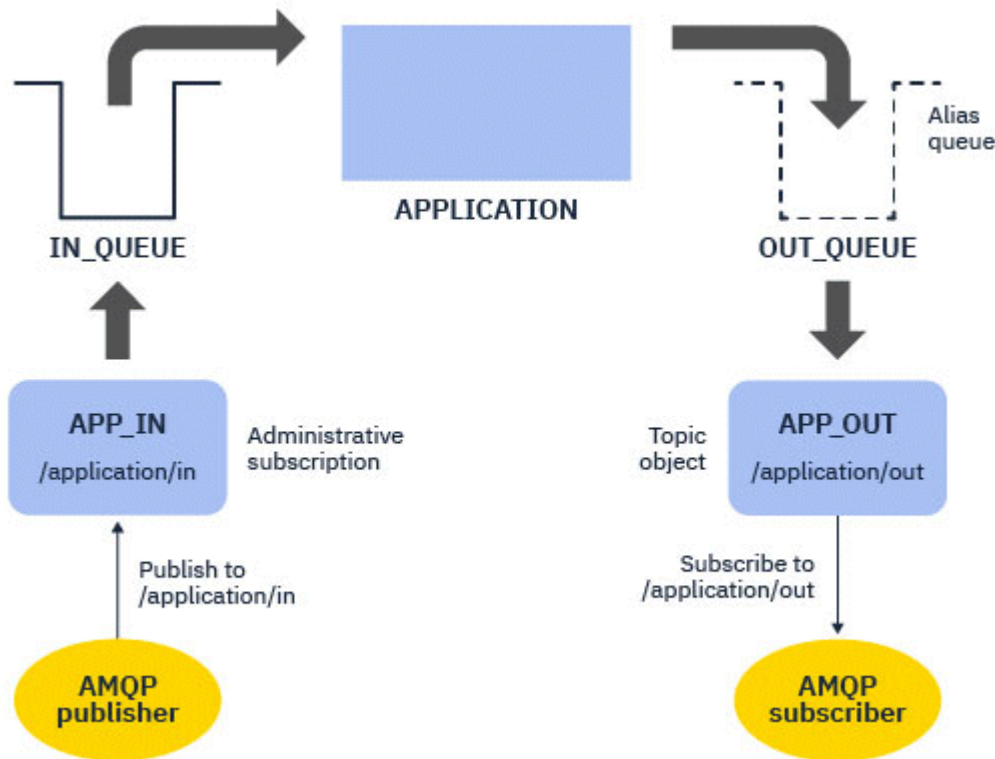 Alias
queue
IN_QUEUE
APPLICATION
OUT_QUEUE
APP_IN
/application/in
Administrative
subscription
Topic
object
APP_OUT
/application/out
Publish to
/application/in
Subscribe to
/application/out
AMQP
publisher
AMQP
subscriber